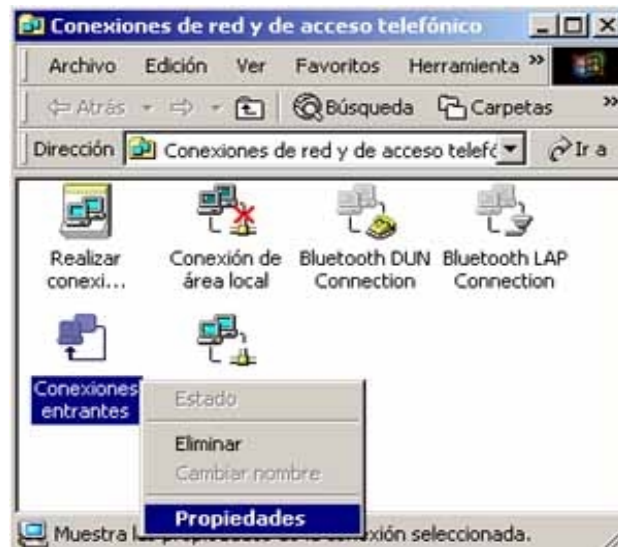 Conexiones de red y de acceso telefónico
Archivo Edición Ver Favoritos Herramienta »
Atrás Búsqueda Carpetas »
Dirección Conexiones de red y de acceso telefó Ir a
Realizar conexi...
Conexión de área local
Bluetooth DUN Connection
Bluetooth LAP Connection
Conexiones entrantes
Estado
Eliminar
Cambiar nombre
Propiedades
Muestra la xión seleccionada.